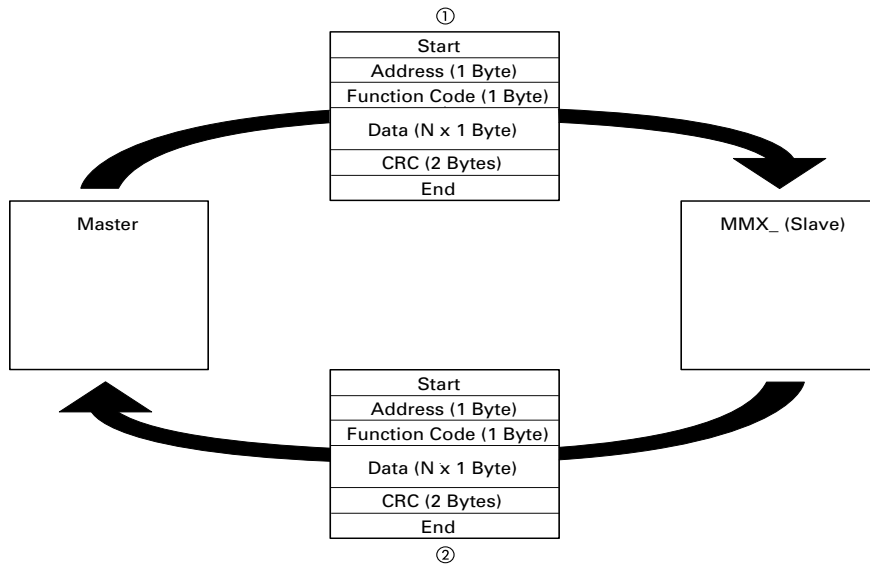 ①
Start
Address (1 Byte)
Function Code (1 Byte)
Data (N x 1 Byte)
CRC (2 Bytes)
End
Master
MMX_ (Slave)
Start
Address (1 Byte)
Function Code (1 Byte)
Data (N x 1 Byte)
CRC (2 Bytes)
End
②